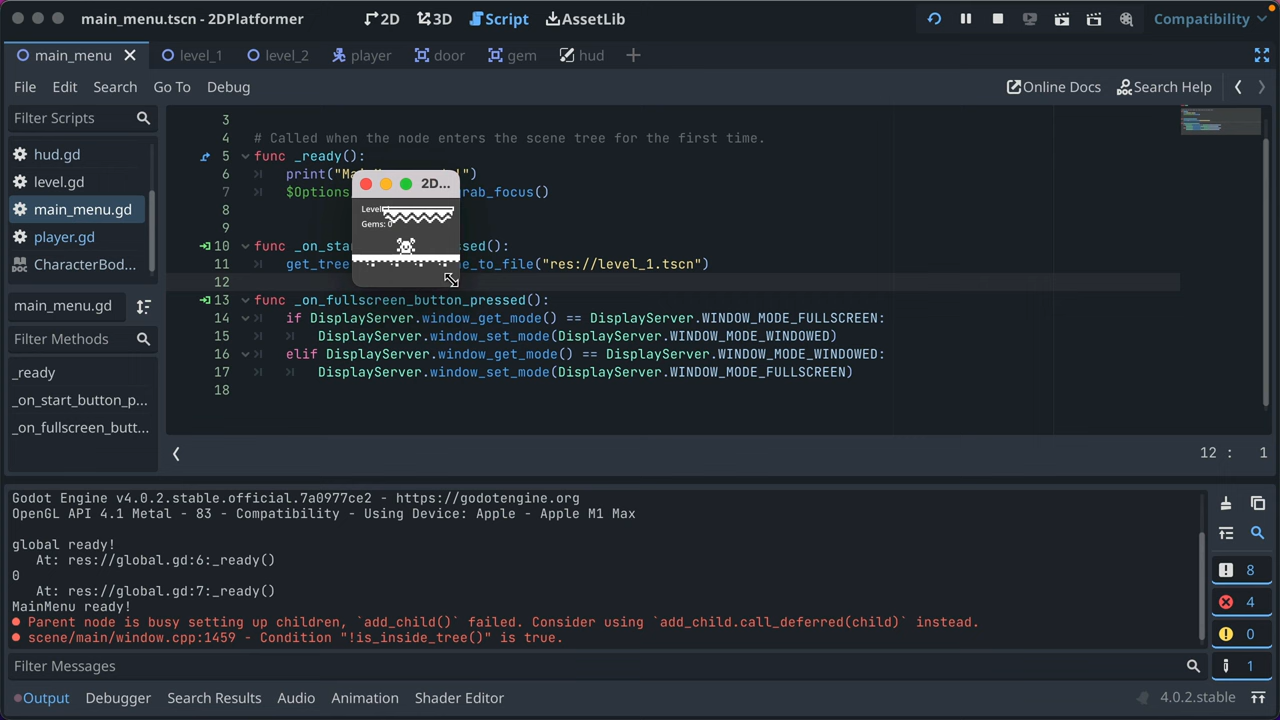 main_menu.tscn - 2DPlatformer
2D
3D
Script
AssetLib
Compatibility
main_menu
level_1
level_2
player
door
gem
hud
File Edit Search Go To Debug
Online Docs
Search Help
Filter Scripts
hud.gd
level.gd
main_menu.gd
player.gd
CharacterBod...
main_menu.gd
Filter Methods
_ready
_on_start_button_p...
_on_fullscreen_butt...
3
4 # Called when the node enters the scene tree for the first time.
5 func _ready():
6 print("Ma ")
7 $Options rab_focus()
8
9
10 func _on_sta sed():
11 get_tree e_to_file("res://level_1.tscn")
12
13 func _on_fullscreen_button_pressed():
14 if DisplayServer.window_get_mode() == DisplayServer.WINDOW_MODE_FULLSCREEN:
15 DisplayServer.window_set_mode(DisplayServer.WINDOW_MODE_WINDOWED)
16 elif DisplayServer.window_get_mode() == DisplayServer.WINDOW_MODE_WINDOWED:
17 DisplayServer.window_set_mode(DisplayServer.WINDOW_MODE_FULLSCREEN)
18
2D...
Level
Gems: 0
12 : 1
Godot Engine v4.0.2.stable.official.7a0977ce2 - https://godotengine.org
OpenGL API 4.1 Metal - 83 - Compatibility - Using Device: Apple - Apple M1 Max
global ready!
At: res://global.gd:6:_ready()
0
At: res://global.gd:7:_ready()
MainMenu ready!
Parent node is busy setting up children, `add_child()` failed. Consider using `add_child.call_deferred(child)` instead.
scene/main/window.cpp:1459 - Condition "!is_inside_tree()" is true.
8
4
0
1
Filter Messages
Output Debugger Search Results Audio Animation Shader Editor
4.0.2.stable